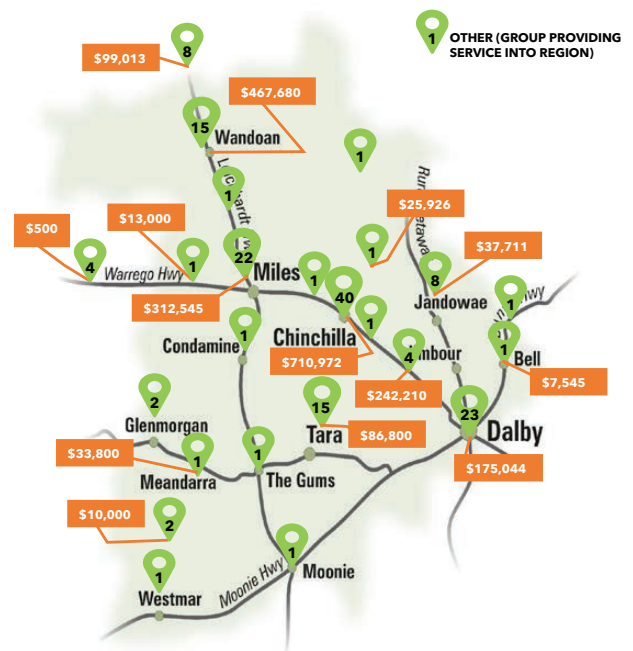 1
OTHER (GROUP PROVIDING
SERVICE INTO REGION)
8
$99,013
$467,680
15
Wandoan
1
1
$25,926
$13,000
$500
1
$37,711
4
Warrego Hwy
1
22
Miles
1
8
Jandowae
1
Hwy
$312,545
40
Chinchilla
1
Condamine
1
$710,972
4
mbour
1
Bell
$7,545
$242,210
2
Glenmorgan
15
Tara
$86,800
23
Dalby
$175,044
$33,800
1
Meandarra
1
The Gums
$10,000
2
1
Moonie
Moonie Hwy
1
Westmar